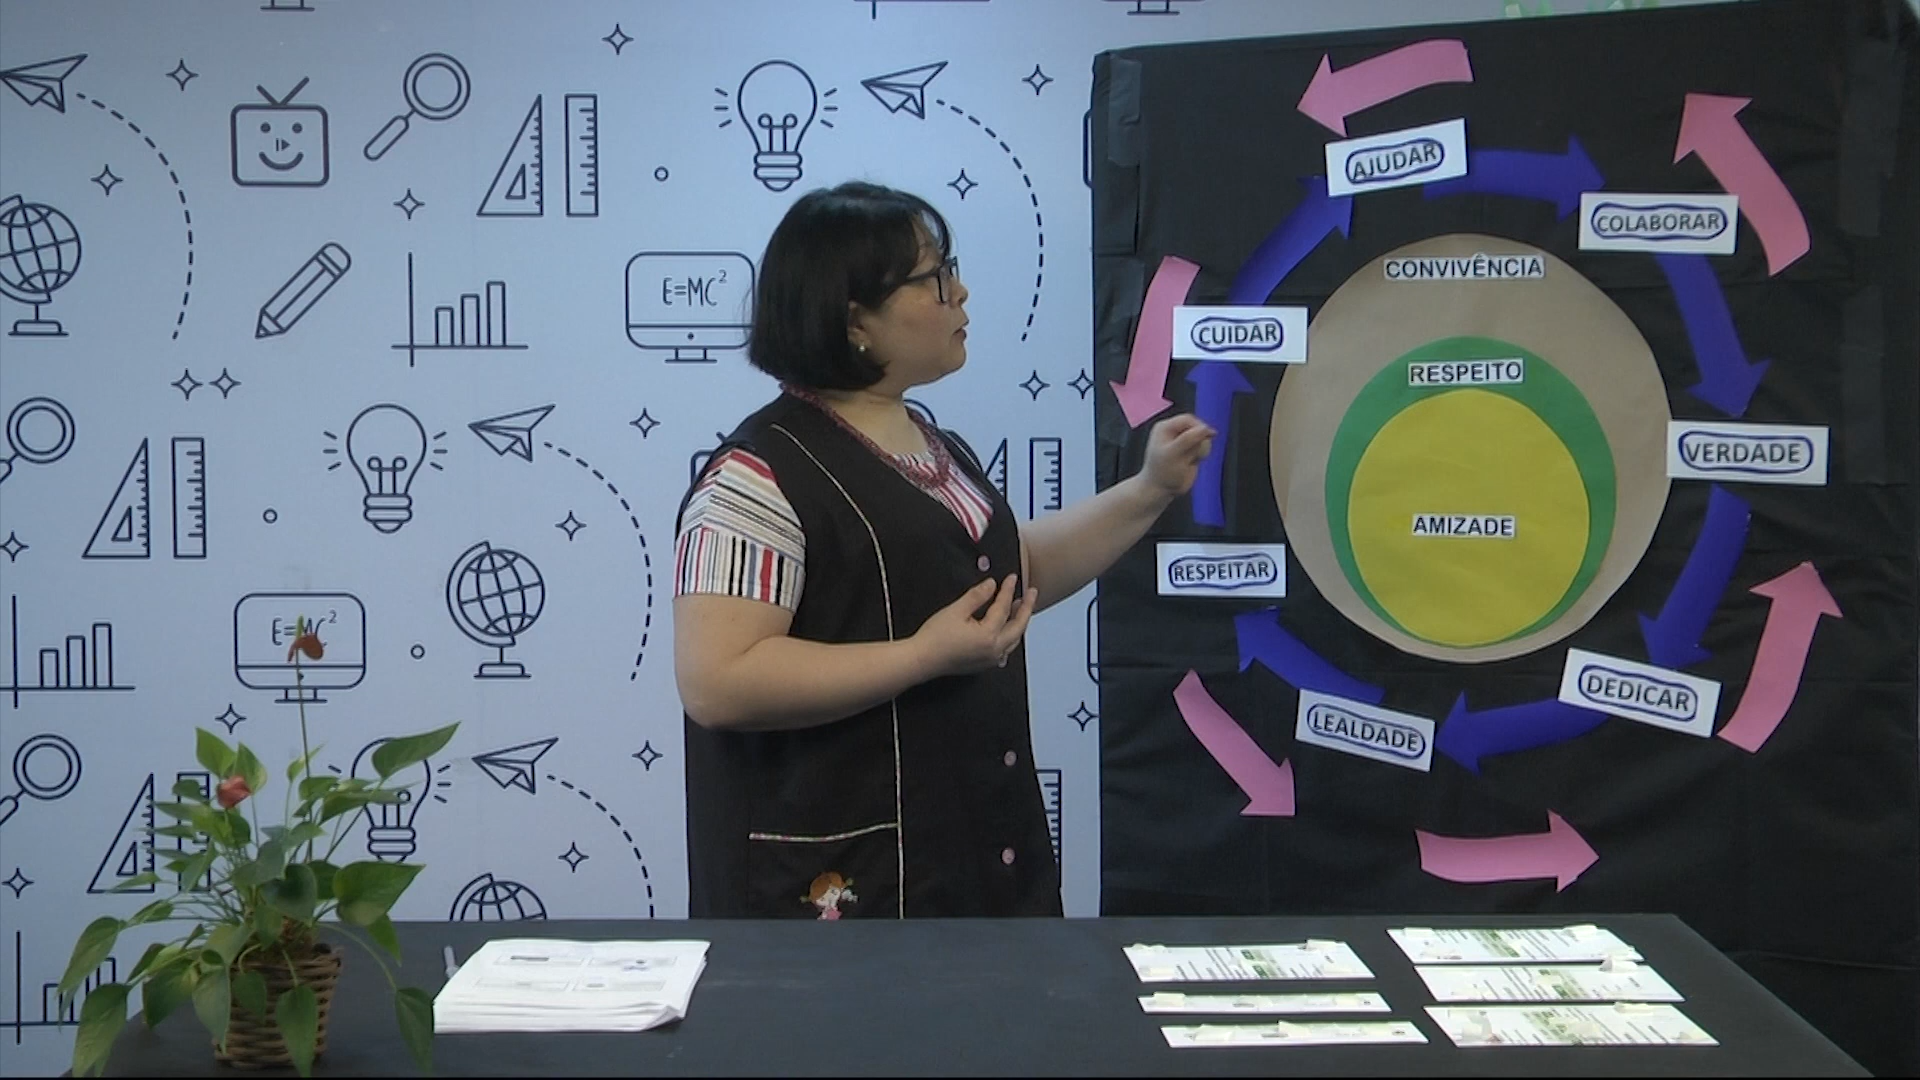 AJUDAR
COLABORAR
CONVIVÊNCIA
E=MC²
CUIDAR
RESPEITO
VERDADE
AMIZADE
RESPEITAR
E=MC²
DEDICAR
LEALDADE